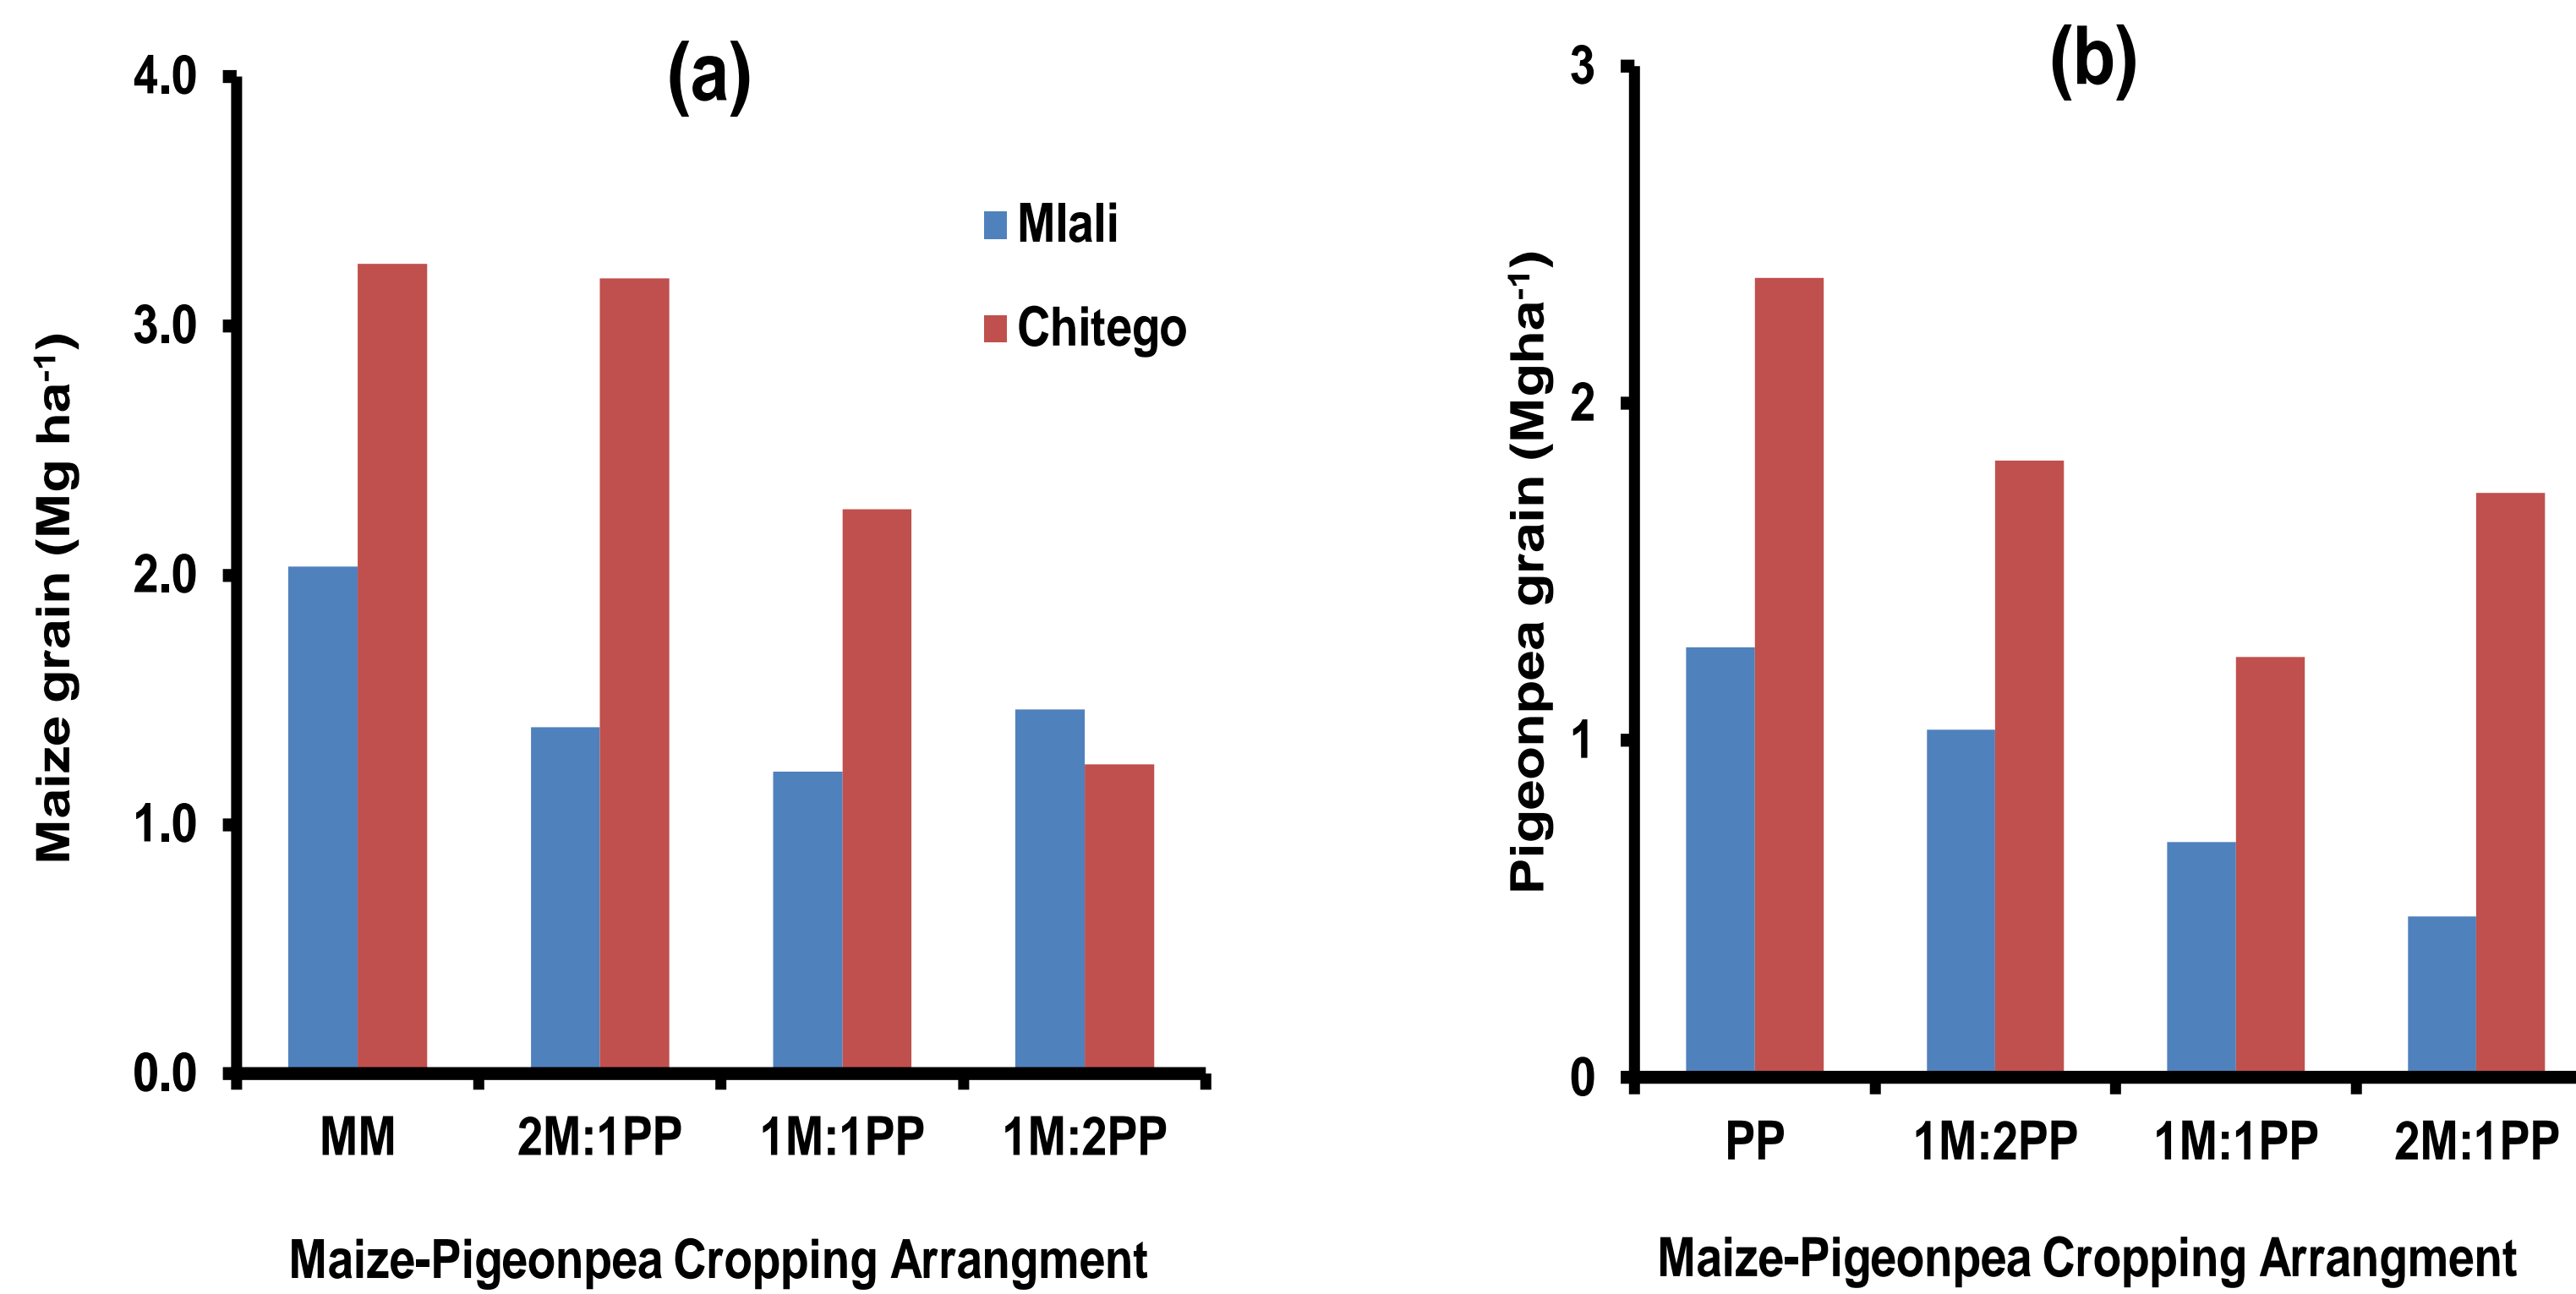 (a)
4.0
3.0
2.0
1.0
0.0
Maize grain (Mg ha-1)
Mlali
Chitego
MM 2M:1PP 1M:1PP 1M:2PP
Maize-Pigeonpea Cropping Arrangment
(b)
3
2
1
0
Pigeonpea grain (Mgha-1)
PP 1M:2PP 1M:1PP 2M:1PP
Maize-Pigeonpea Cropping Arrangment